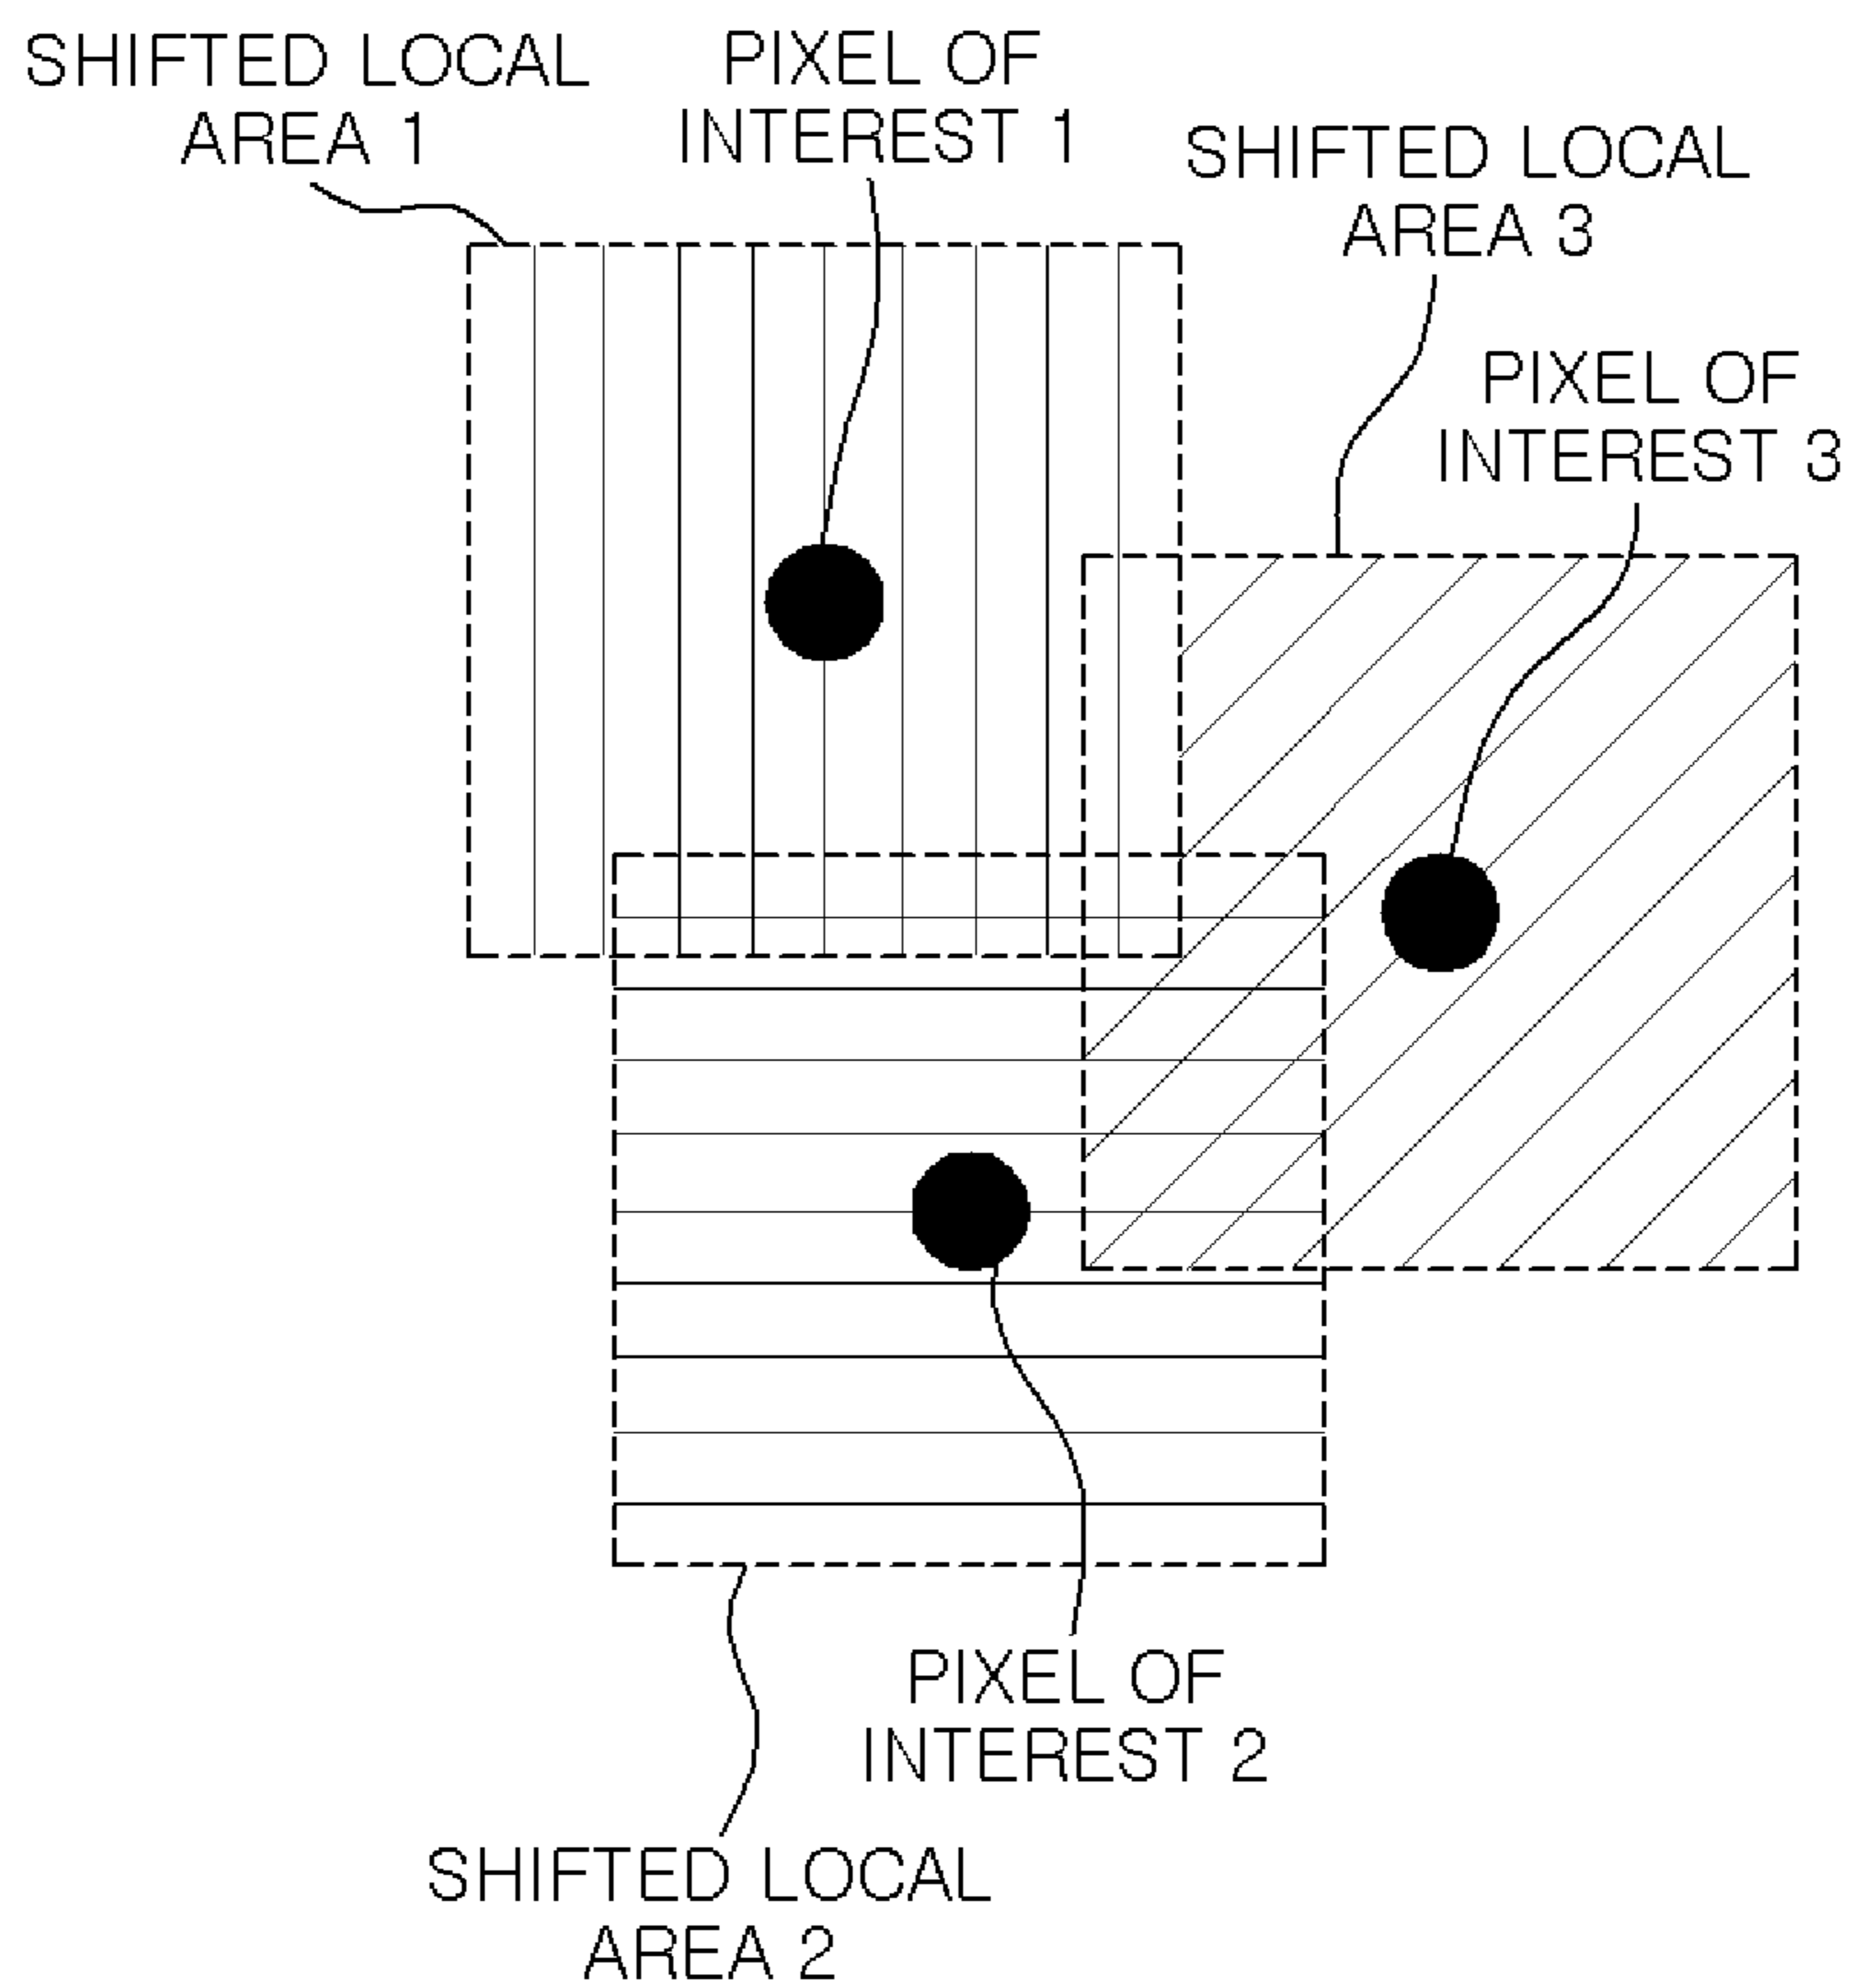 SHIFTED LOCAL
AREA 1
PIXEL OF
INTEREST 1
SHIFTED LOCAL
AREA 3
PIXEL OF
INTEREST 3
PIXEL OF
INTEREST 2
SHIFTED LOCAL
AREA 2